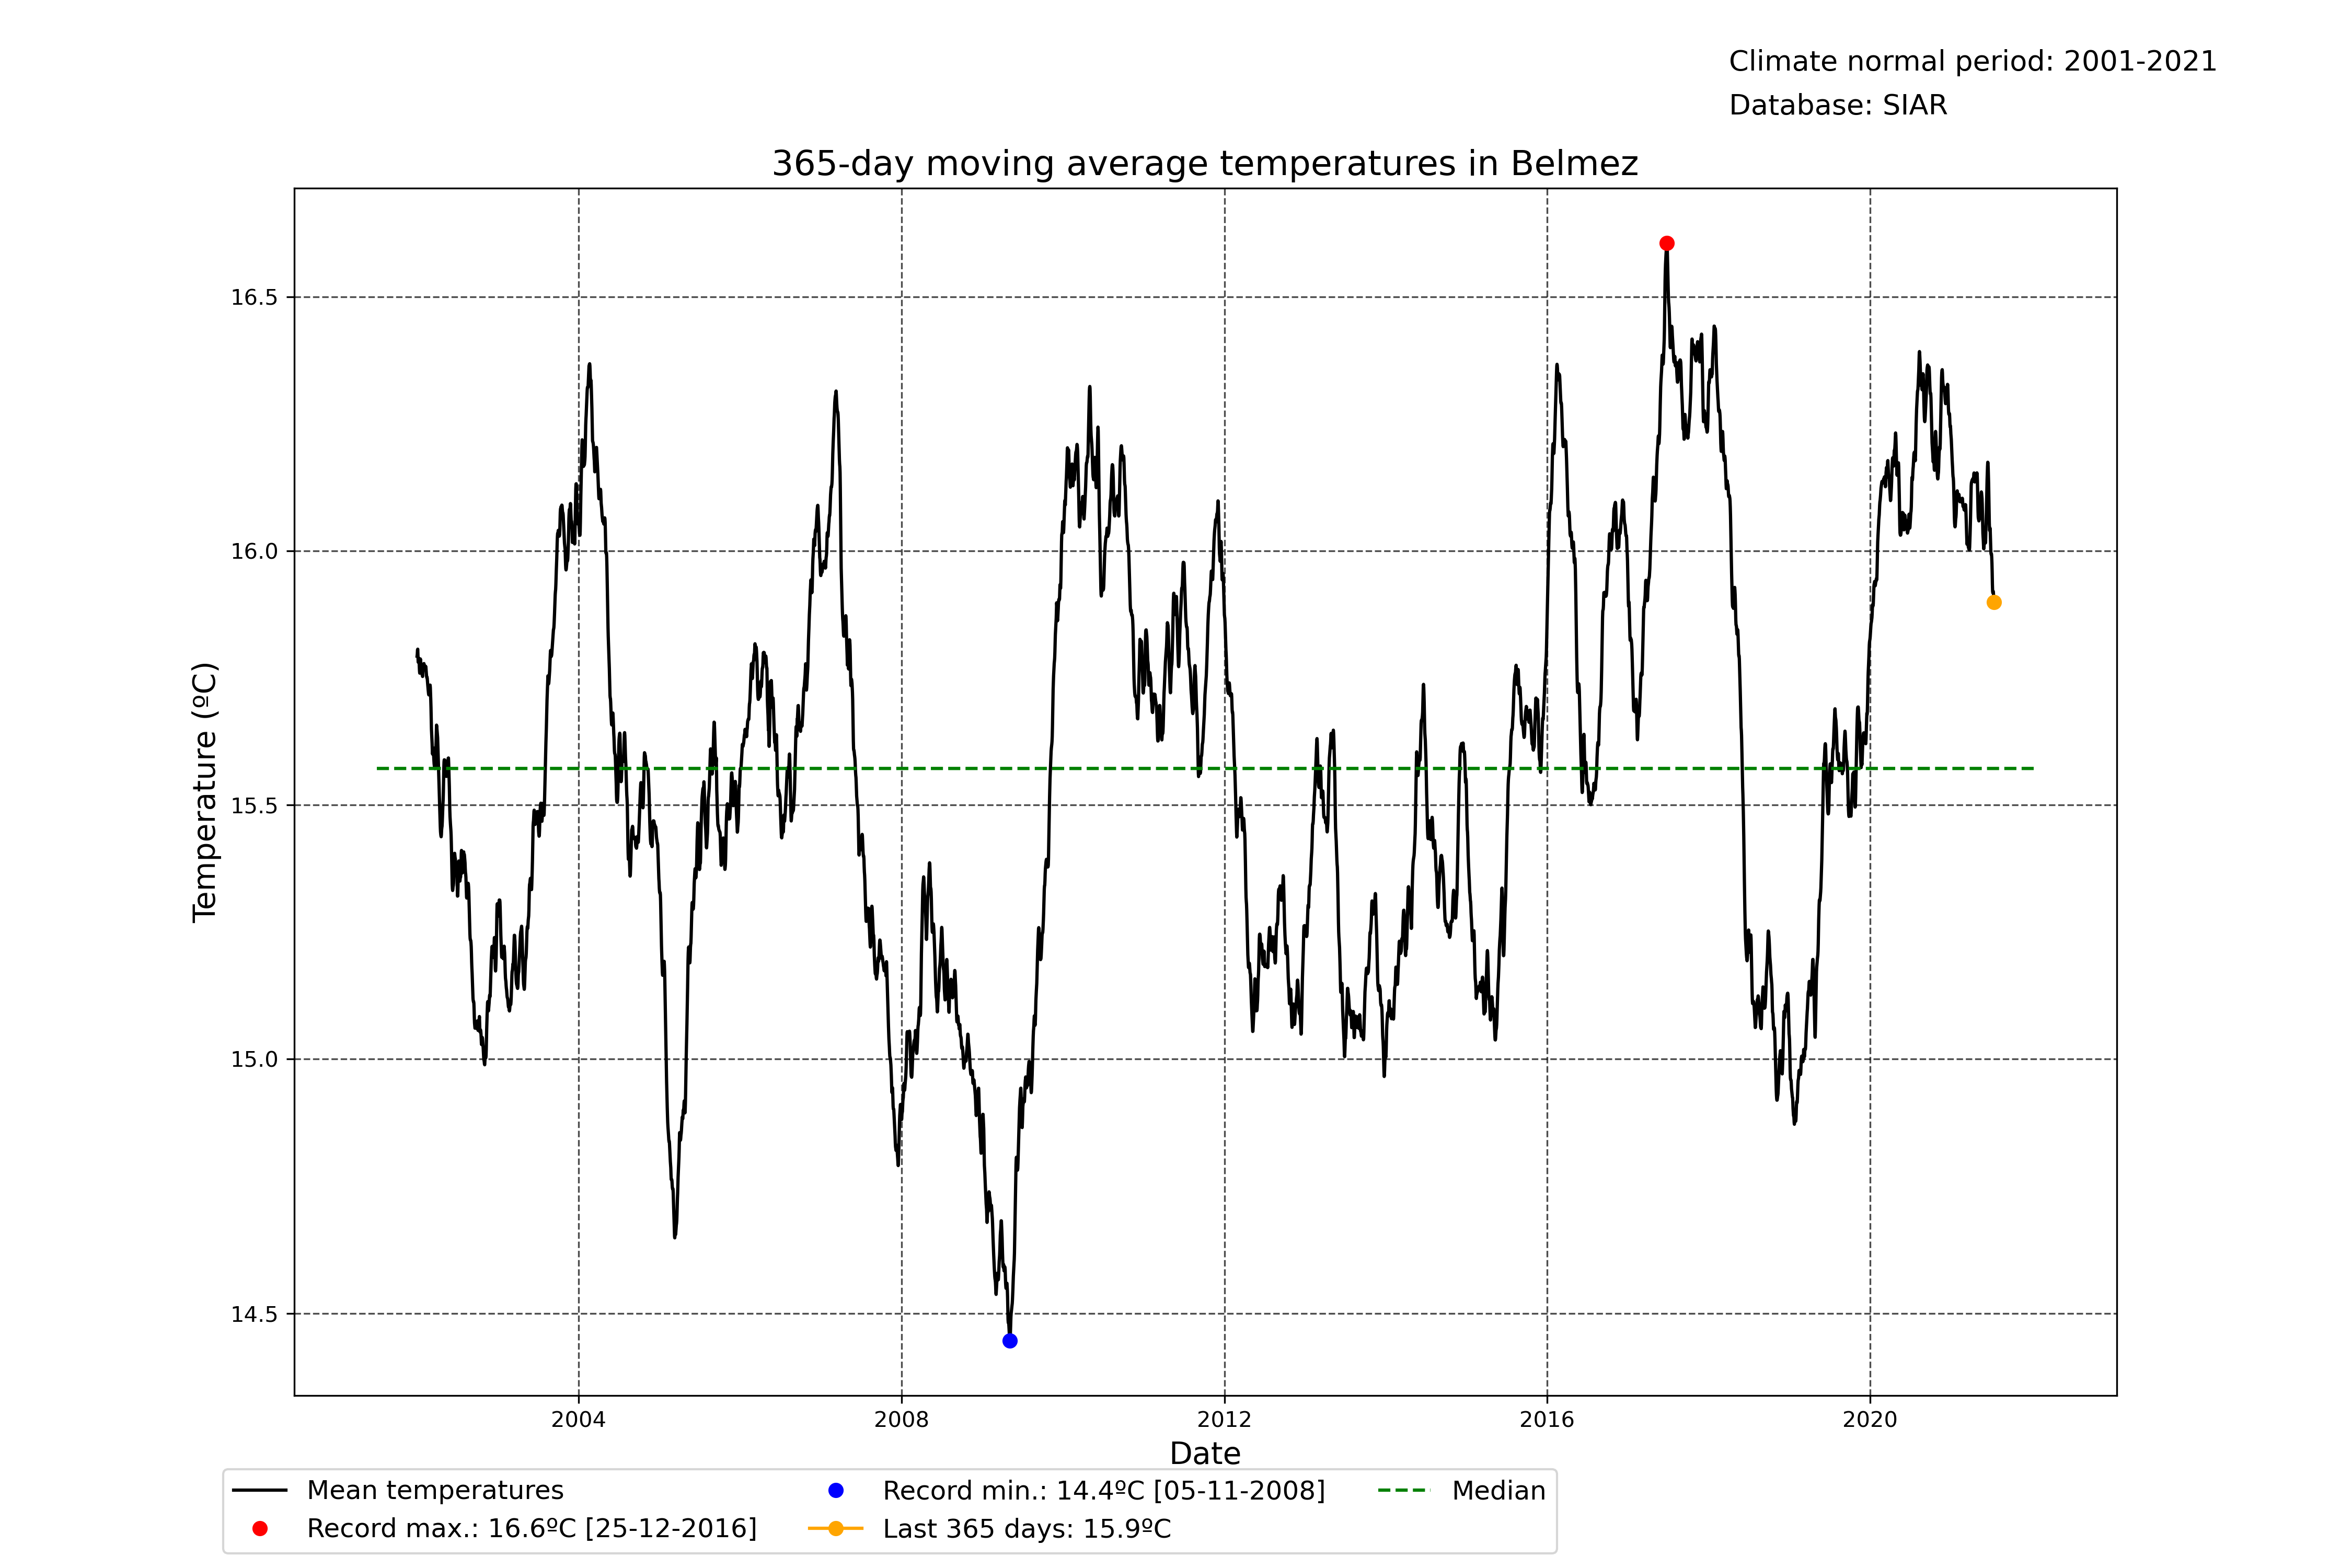 Climate normal period: 2001-2021
Database: SIAR
365-day moving average temperatures in Belmez
16.5
16.0
15.5
15.0
14.5
Temperature (ºC)
2004 2008 2012 2016 2020
Date
Mean temperatures
Record max.: 16.6ºC [25-12-2016]
Record min.: 14.4ºC [05-11-2008]
Last 365 days: 15.9ºC
Median